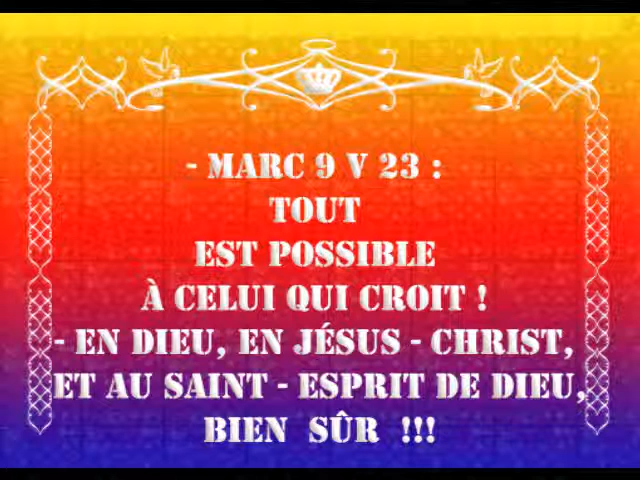 - MARC 9 V 23 :
TOUT
EST POSSIBLE
À CELUI QUI CROIT !
- EN DIEU, EN JÉSUS - CHRIST,
ET AU SAINT - ESPRIT DE DIEU,
BIEN SÛR !!!